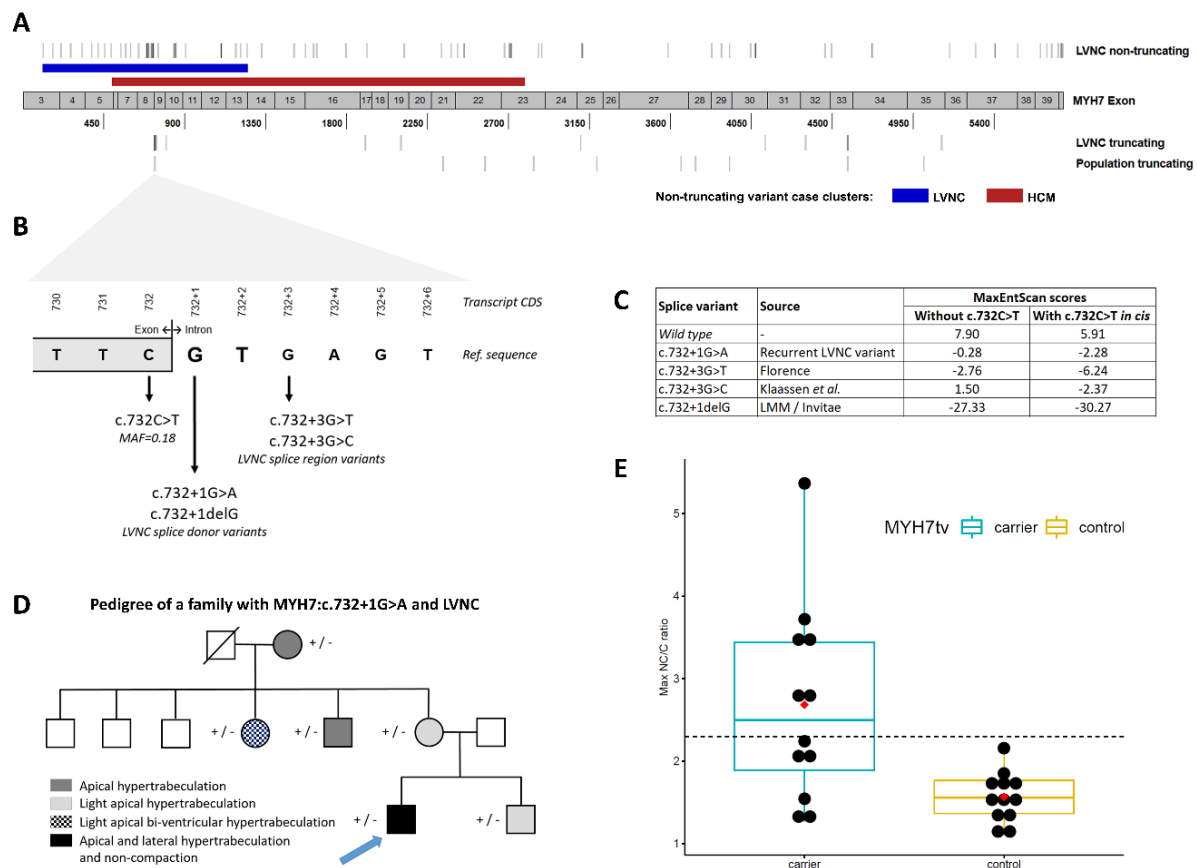 A
LVNC non-truncating
3 4 5 7 8 9 10 11 12 13 14 15 16 17 18 19 20 21 22 23 24 25 26 27 28 29 30 31 32 33 34 35 36 37 38 39
MYH7 Exon
450 900 1350 1800 2250 2700 3150 3600 4050 4500 4950 5400
LVNC truncating
Population truncating
Non-truncating variant case clusters: LVNC HCM
B
730 731 732 732+1 732+2 732+3 732+4 732+5 732+6
Transcript CDS
Exon Intron
T T C G T G A G T
Ref. sequence
c.732C>T
MAF=0.18
c.732+3G>T
c.732+3G>C
LVNC splice region variants
c.732+1G>A
c.732+1delG
LVNC splice donor variants
C
Splice variant Source MaxEntScan scores
Without c.732C>T With c.732C>T in cis
Wild type - 7.90 5.91
c.732+1G>A Recurrent LVNC variant -0.28 -2.28
c.732+3G>T Florence -2.76 -6.24
c.732+3G>C Klaassen et al. 1.50 -2.37
c.732+1delG LMM / Invitae -27.33 -30.27
D
Pedigree of a family with MYH7:c.732+1G>A and LVNC
+ / -
+ / - + / - + / -
+ / - + / -
Apical hypertrabeculation
Light apical hypertrabeculation
Light apical bi-ventricular hypertrabeculation
Apical and lateral hypertrabeculation
and non-compaction
E
MYH7tv carrier control
Max NC/C ratio
5
4
3
2
1
carrier control